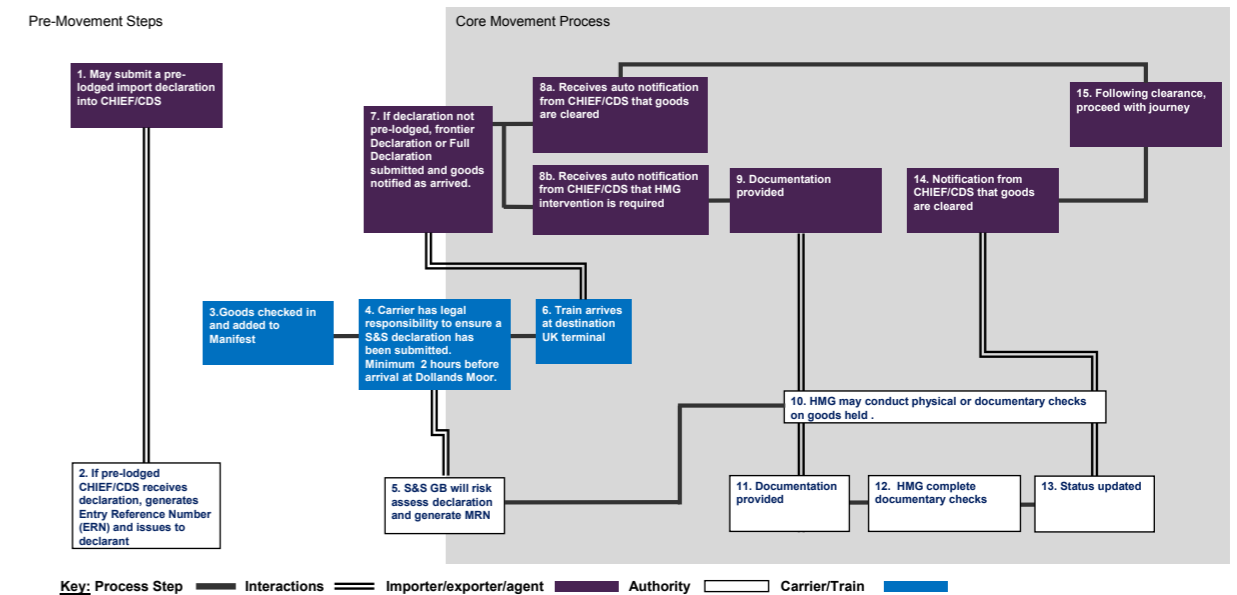 Pre-Movement Steps
Core Movement Process
1. May submit a pre-
lodged import declaration
into CHIEF/CDS
7. If declaration not
pre-lodged, frontier
Declaration or Full
Declaration
submitted and goods
notified as arrived.
8a. Receives auto notification
from CHIEF/CDS that goods
are cleared
15. Following clearance,
proceed with journey
8b. Receives auto notification
from CHIEF/CDS that HMG
intervention is required
9. Documentation
provided
14. Notification from
CHIEF/CDS that goods
are cleared
3.Goods checked in
and added to
Manifest
4. Carrier has legal
responsibility to ensure a
S&S declaration has
been submitted.
Minimum 2 hours before
arrival at Dollands Moor.
6. Train arrives
at destination
UK terminal
10. HMG may conduct physical or documentary checks
on goods held .
2. If pre-lodged
CHIEF/CDS receives
declaration, generates
Entry Reference Number
(ERN) and issues to
declarant
5. S&S GB will risk
assess declaration
and generate MRN
11. Documentation
provided
12. HMG complete
documentary checks
13. Status updated
Key: Process Step Interactions Importer/exporter/agent Authority Carrier/Train